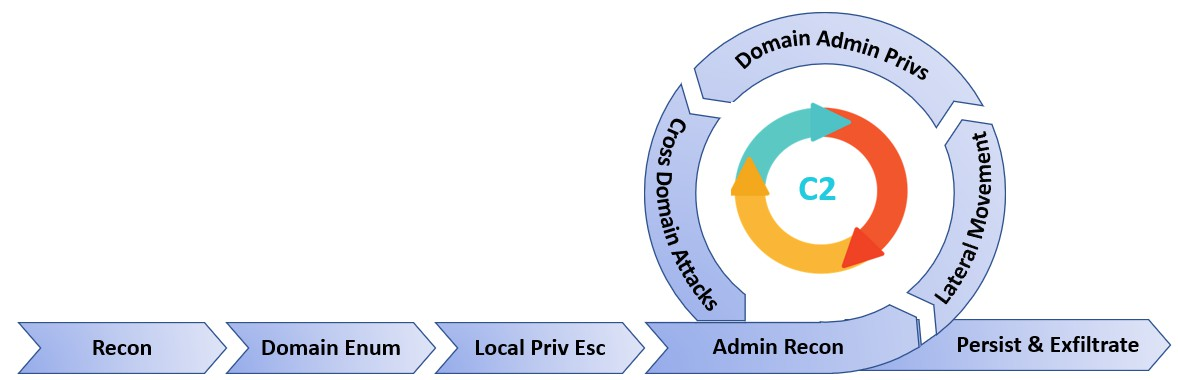 Domain Admin Privs
Cross Domain Attacks
C2
Lateral Movement
Recon
Domain Enum
Local Priv Esc
Admin Recon
Persist & Exfiltrate